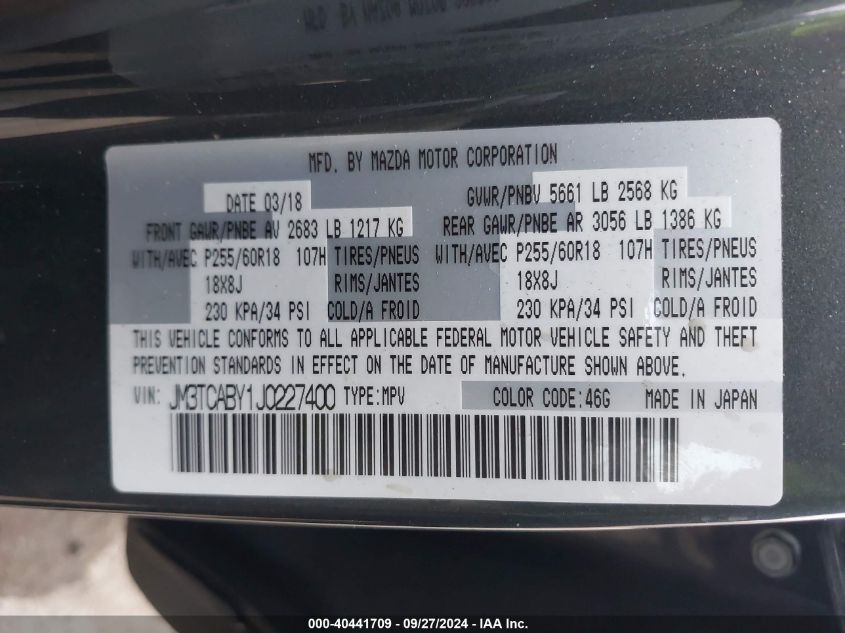 MFD. BY MAZDA MOTOR CORPORATION
DATE 03/18 GVWR/PNBV 5661 LB 2568 KG
FRONT GAWR/PNBE AV 2683 LB 1217 KG REAR GAWR/PNBE AR 3056 LB 1386 KG
WITH/AVEC P255/60R18 107H TIRES/PNEUS WITH/AVEC P255/60R18 107H TIRES/PNEUS
18X8J RIMS/JANTES 18X8J RIMS/JANTES
230 KPA/34 PSI COLD/A FROID 230 KPA/34 PSI COLD/A FROID
THIS VEHICLE CONFORMS TO ALL APPLICABLE FEDERAL MOTOR VEHICLE SAFETY AND THEFT
PREVENTION STANDARDS IN EFFECT ON THE DATE OF MANUFACTURE SHOWN ABOVE.
VIN: JM3TCABY1J0227400 TYPE:MPV COLOR CODE:46G MADE IN JAPAN
000-40441709 - 09/27/2024 - IAA Inc.